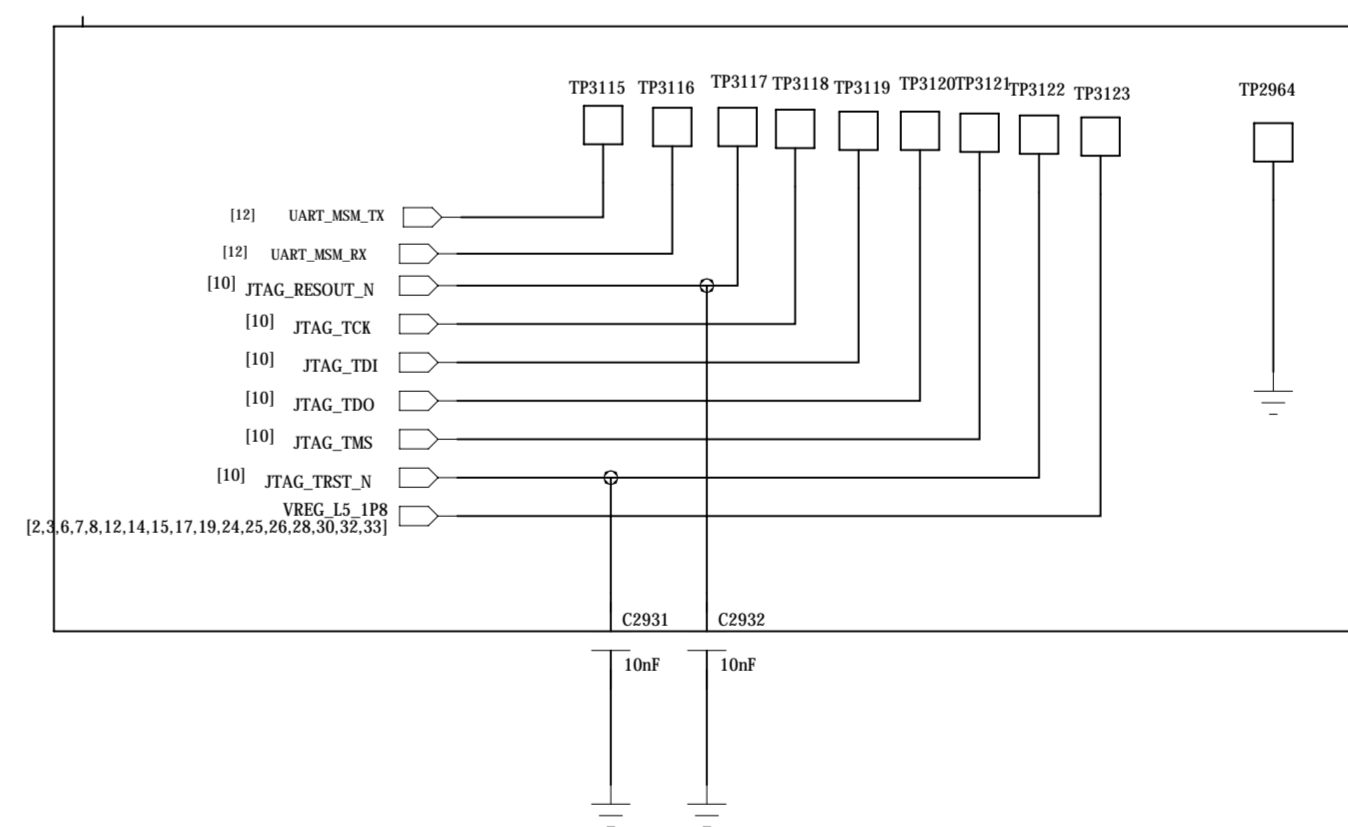 TP3115 TP3116 TP3117 TP3118 TP3119 TP3120 TP3121 TP3122 TP3123 TP2964
[12] UART_MSM_TX
[12] UART_MSM_RX
[10] JTAG_RESOUT_N
[10] JTAG_TCK
[10] JTAG_TDI
[10] JTAG_TDO
[10] JTAG_TMS
[10] JTAG_TRST_N
VREG_L5_1P8
[2,3,6,7,8,12,14,15,17,19,24,25,26,28,30,32,33]
C2931 C2932
10nF 10nF